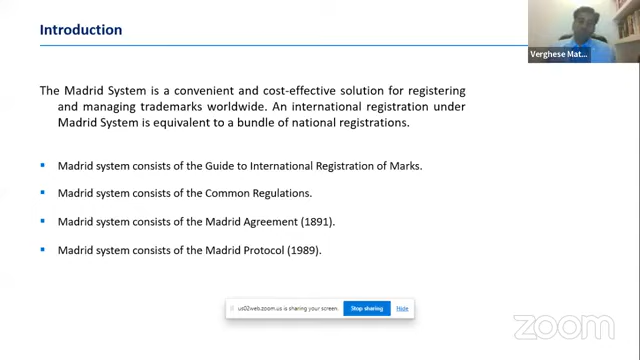 Introduction
Verghese Mat...
The Madrid System is a convenient and cost-effective solution for registering
and managing trademarks worldwide. An international registration under
Madrid System is equivalent to a bundle of national registrations.
Madrid system consists of the Guide to International Registration of Marks.
Madrid system consists of the Common Regulations.
Madrid system consists of the Madrid Agreement (1891).
Madrid system consists of the Madrid Protocol (1989).
us02web.zoom.us is sharing your screen. Stop sharing Hide
zoom